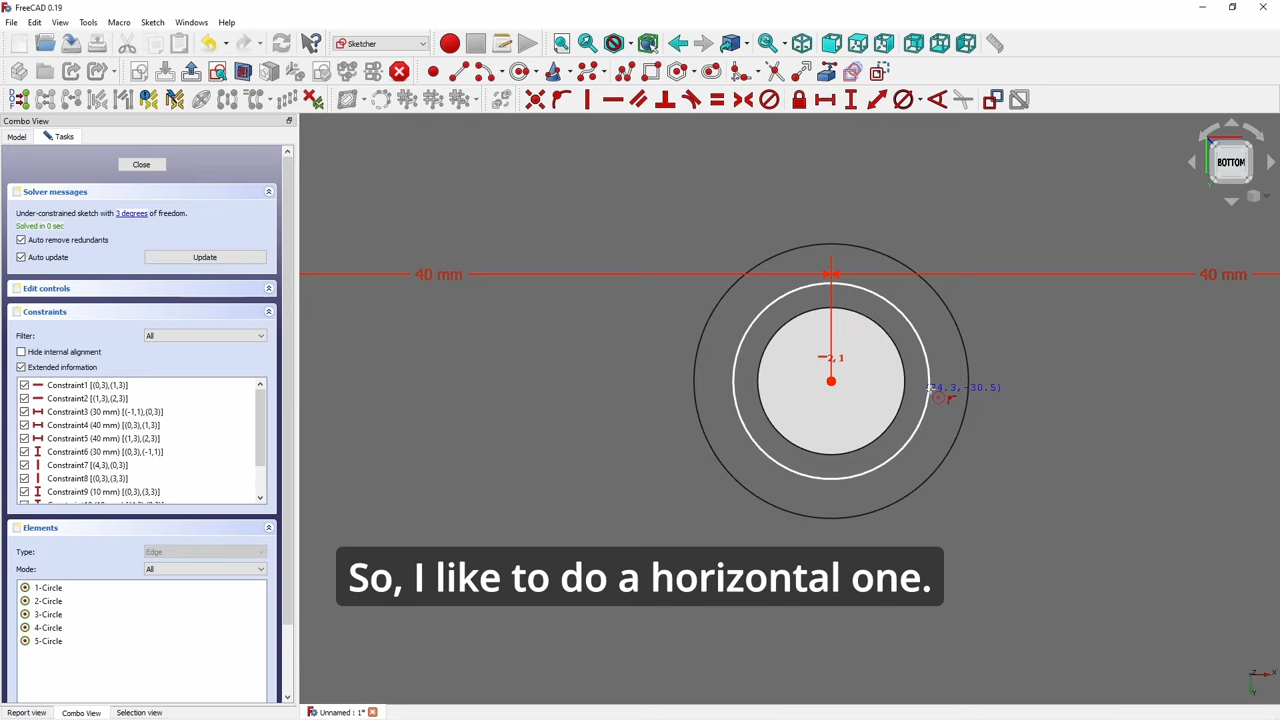 FreeCAD 0.19
File Edit View Tools Macro Sketch Windows Help
Sketcher
Combo View
Model Tasks
Close
Solver messages
Under-constrained sketch with 3 degrees of freedom.
Solved in 0 sec
Auto remove redundants
Auto update Update
Edit controls
Constraints
Filter: All
Hide internal alignment
Extended information
Constraint1 [(0,3),(1,3)]
Constraint2 [(1,3),(2,3)]
Constraint3 (30 mm) [(-1,1),(0,3)]
Constraint4 (40 mm) [(0,3),(1,3)]
Constraint5 (40 mm) [(1,3),(2,3)]
Constraint6 (30 mm) [(0,3),(-1,1)]
Constraint7 [(4,3),(0,3)]
Constraint8 [(0,3),(3,3)]
Constraint9 (10 mm) [(0,3),(3,3)]
Elements
Type: Edge
Mode: All
1-Circle
2-Circle
3-Circle
4-Circle
5-Circle
Report view Combo View Selection view
BOTTOM
40 mm 40 mm
2,1
So, I like to do a horizontal one.
Unnamed : 1*
X
Y
Z